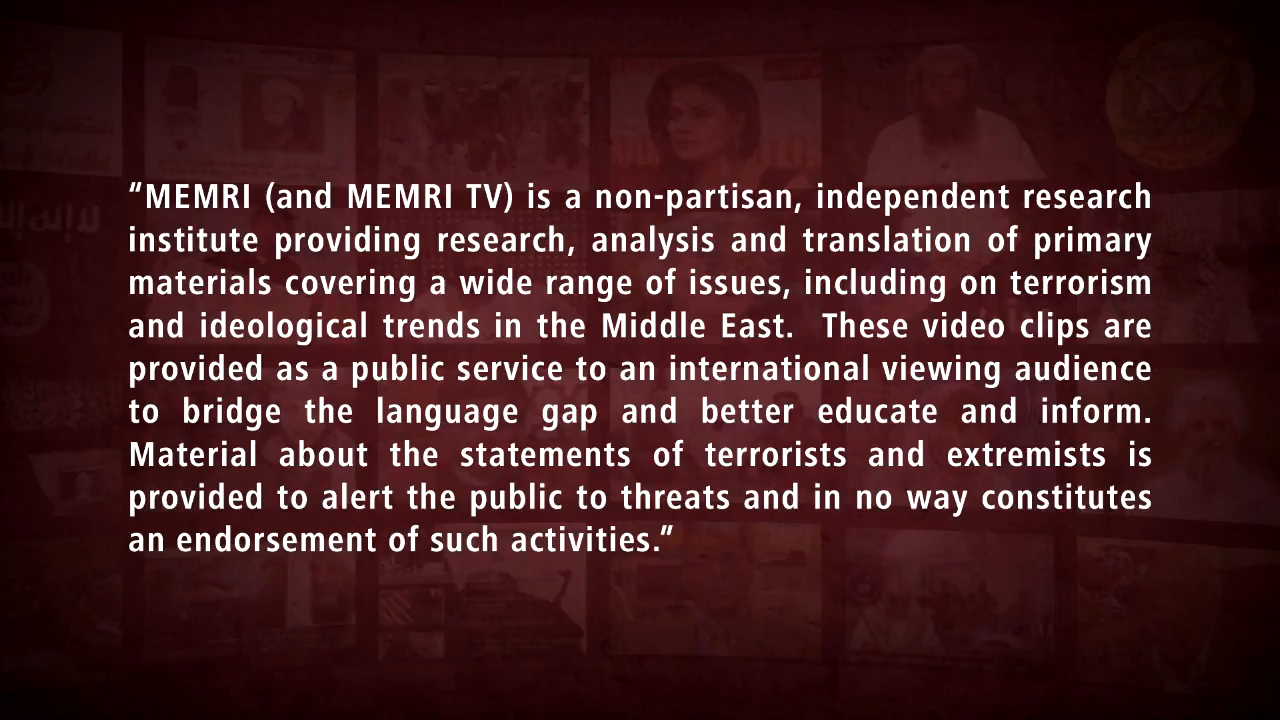 “MEMRI (and MEMRI TV) is a non-partisan, independent research
institute providing research, analysis and translation of primary
materials covering a wide range of issues, including on terrorism
and ideological trends in the Middle East.  These video clips are
provided as a public service to an international viewing audience
to bridge the language gap and better educate and inform.
Material about the statements of terrorists and extremists is
provided to alert the public to threats and in no way constitutes
an endorsement of such activities.”